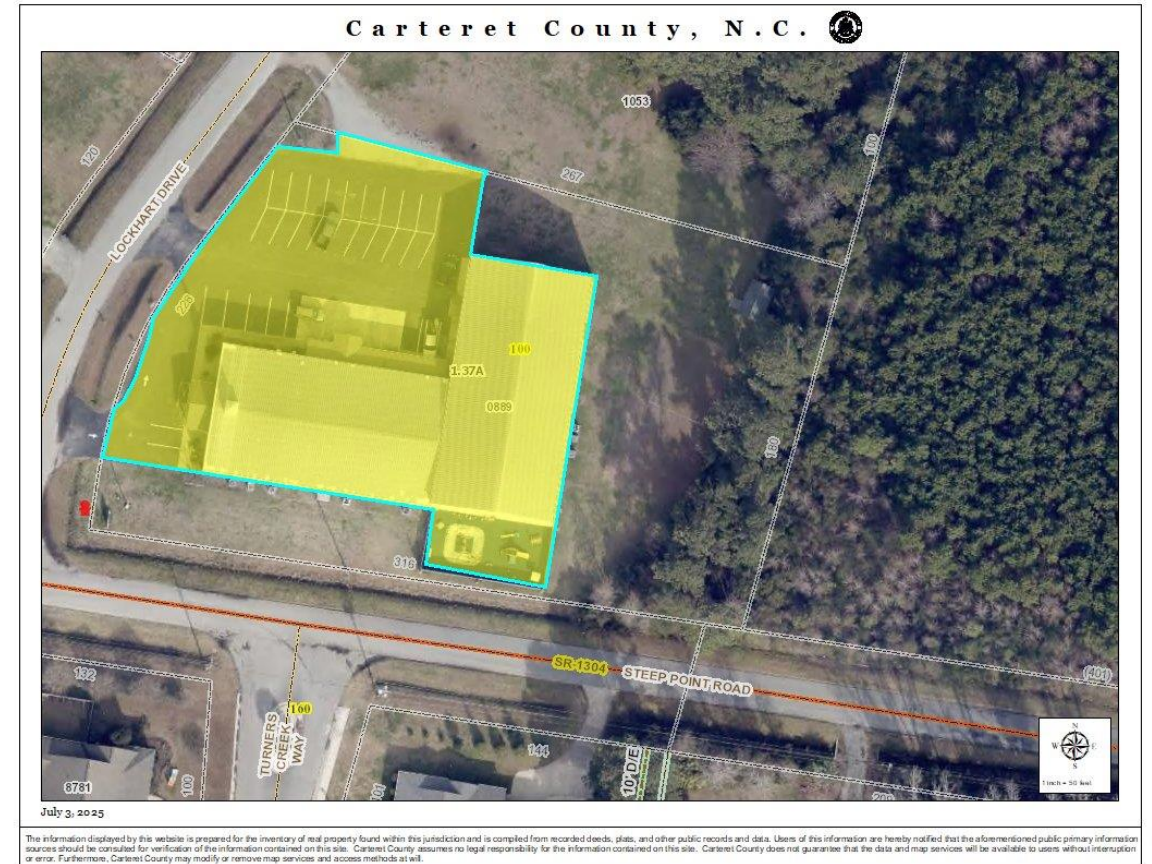 Carteret County, N.C.
1053
120
267
100
LOCKHART DRIVE
226
100
1.37A
0889
180
316
SR-1304
STEEP POINT ROAD
(401)
132
160
TURNERS
CREEK
WAY
144
10' D/E
8781
100
101
N
W E
S
1 inch = 50 feet
July 3, 2025
The information displayed by this website is prepared for the inventory of real property found within this jurisdiction and is compiled from recorded deeds, plats, and other public records and data. Users of this information are hereby notified that the aforementioned public primary information
sources should be consulted for verification of the information contained on this site. Carteret County assumes no legal responsibility for the information contained on this site. Carteret County does not guarantee that the data and map services will be available to users without interruption
or error. Furthermore, Carteret County may modify or remove map services and access methods at will.